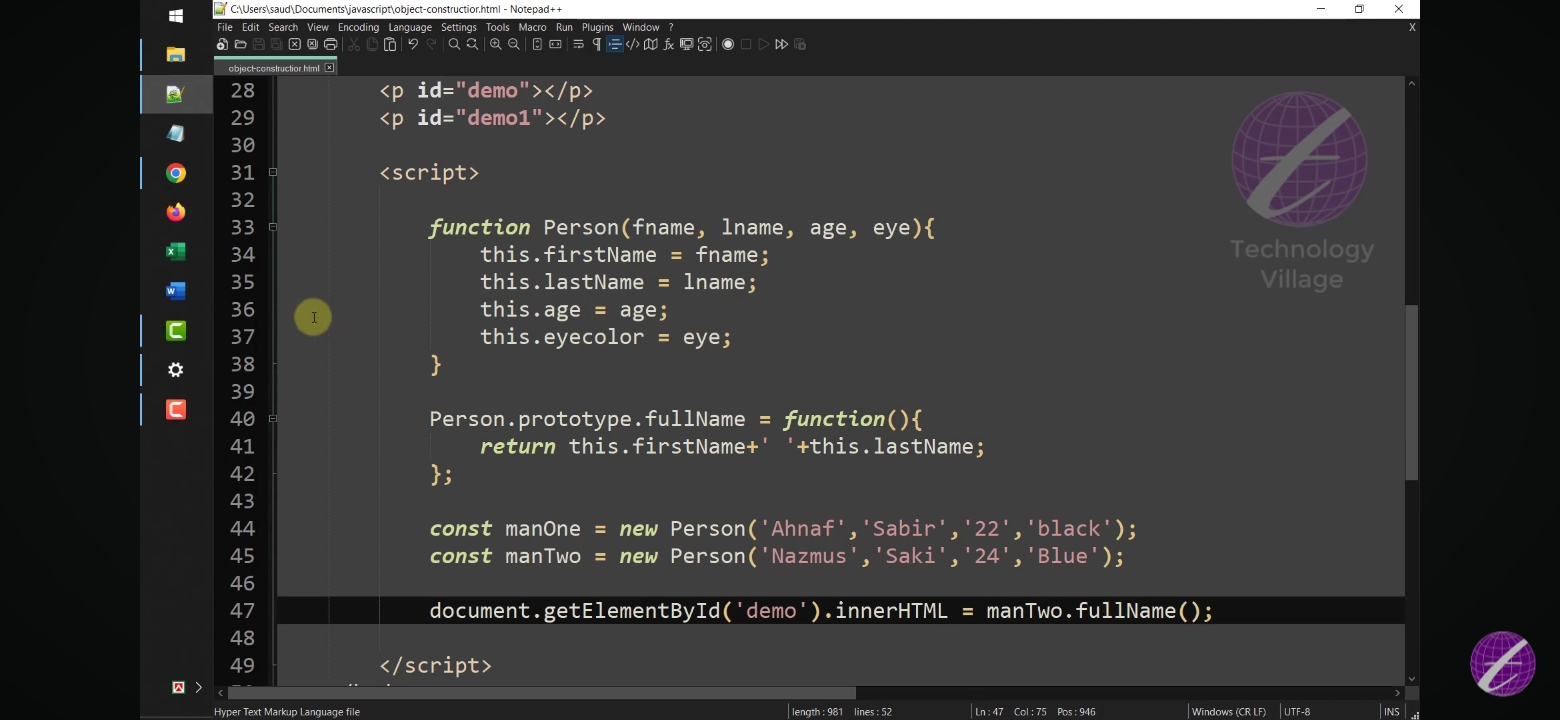 C:\Users\saud\Documents\javascript\object-constructior.html - Notepad++
File Edit Search View Encoding Language Settings Tools Macro Run Plugins Window ? X
object-constructior.html
28 <p id="demo"></p>
29 <p id="demo1"></p>
30
31 <script>
32
33 function Person(fname, lname, age, eye){
34 this.firstName = fname;
35 this.lastName = lname;
36 this.age = age;
37 this.eyecolor = eye;
38 }
39
40 Person.prototype.fullName = function(){
41 return this.firstName+' '+this.lastName;
42 };
43
44 const manOne = new Person('Ahnaf','Sabir','22','black');
45 const manTwo = new Person('Nazmus','Saki','24','Blue');
46
47 document.getElementById('demo').innerHTML = manTwo.fullName();
48
49 </script>
Technology
Village
Hyper Text Markup Language file length : 981 lines : 52 Ln : 47 Col : 75 Pos : 946 Windows (CR LF) UTF-8 INS